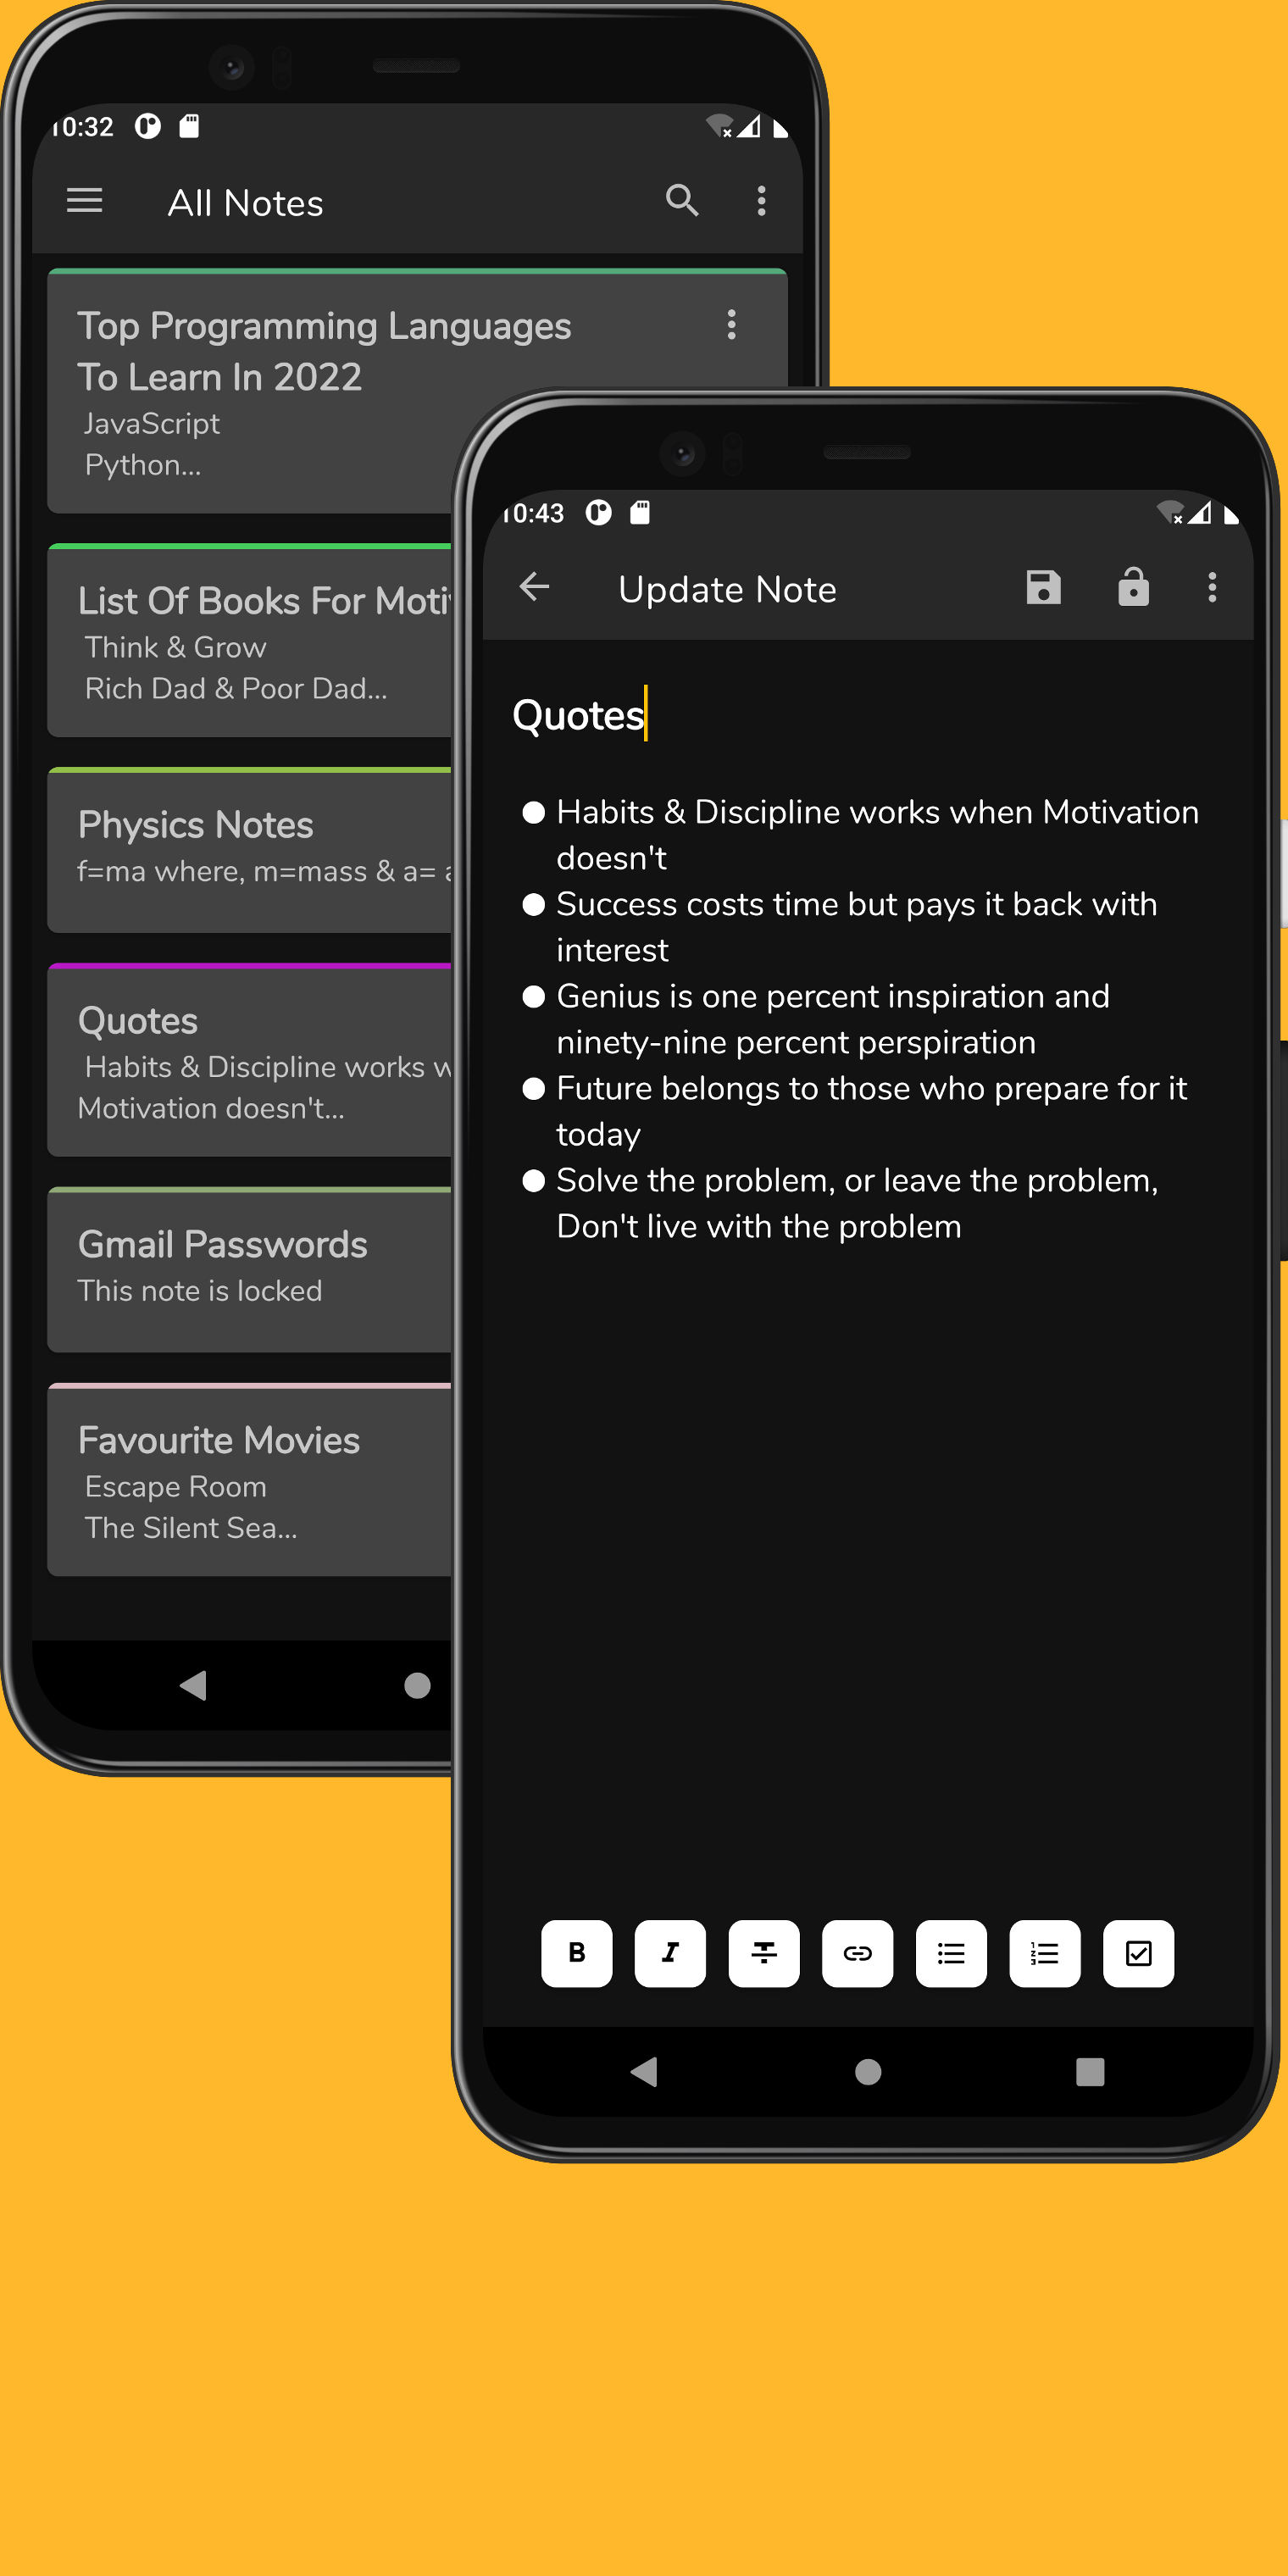 10:32
All Notes
Top Programming Languages
To Learn In 2022
JavaScript
Python...
List Of Books For
Think & Grow
Rich Dad & Poor Dad...
Physics Notes
f=ma where, m=mass & a=
Quotes
Habits & Discipline works
Motivation doesn't...
Gmail Passwords
This note is locked
Favourite Movies
Escape Room
The Silent Sea...
10:43
Update Note
Quotes
Habits & Discipline works when Motivation
doesn't
Success costs time but pays it back with
interest
Genius is one percent inspiration and
ninety-nine percent perspiration
Future belongs to those who prepare for it
today
Solve the problem, or leave the problem,
Don't live with the problem
B I T